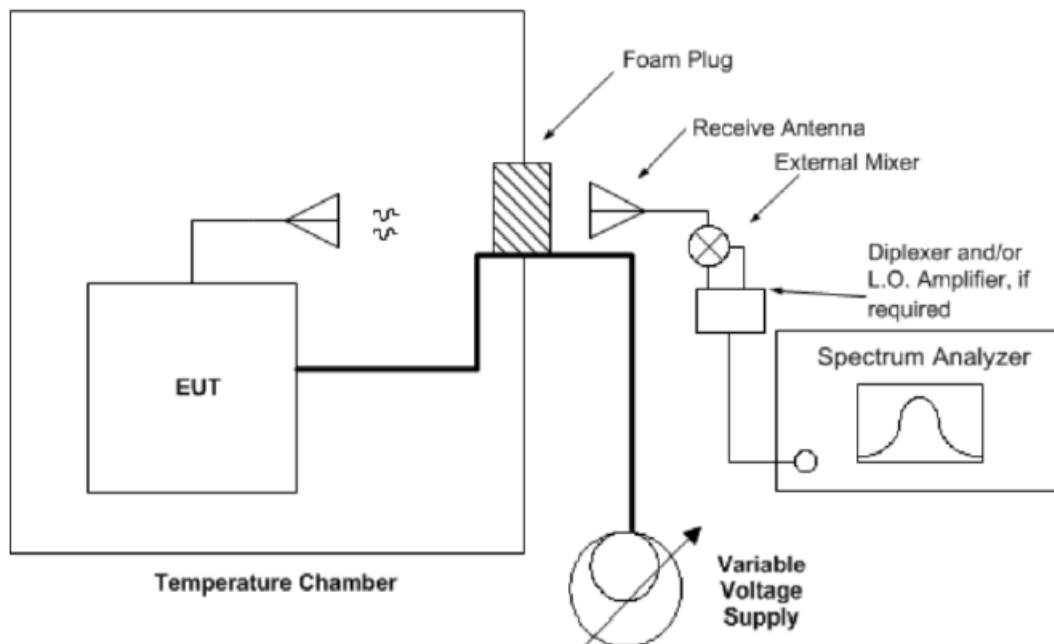 Foam Plug
Receive Antenna
External Mixer
Diplexer and/or
L.O. Amplifier, if
required
Spectrum Analyzer
EUT
Temperature Chamber
Variable
Voltage
Supply